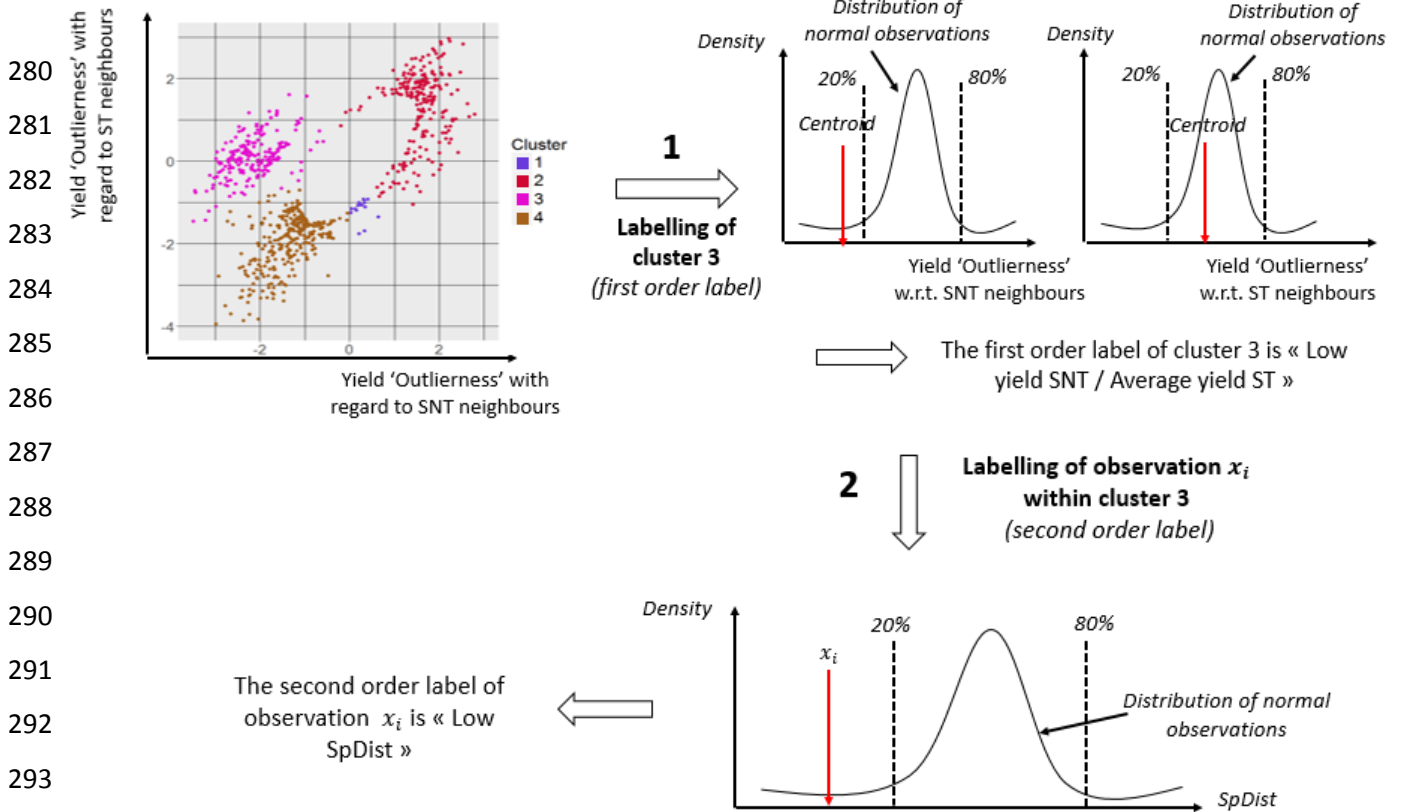 280
281
282
283
284
285
286
287
288
289
290
291
292
293
Yield ‘Outlierness’ with
regard to ST neighbours
2
0
-2
-4
-2
0
2
Yield ‘Outlierness’ with
regard to SNT neighbours
Cluster
1
2
3
4
1
Labelling of
cluster 3
(first order label)
Distribution of
normal observations
Density
20%
80%
Centroid
Yield ‘Outlierness’
w.r.t. SNT neighbours
Distribution of
normal observations
Density
20%
80%
Centroid
Yield ‘Outlierness’
w.r.t. ST neighbours
The first order label of cluster 3 is « Low
yield SNT / Average yield ST »
2
Labelling of observation xᵢ
within cluster 3
(second order label)
Density
20%
80%
xᵢ
Distribution of normal
observations
SpDist
The second order label of
observation xᵢ is « Low
SpDist »